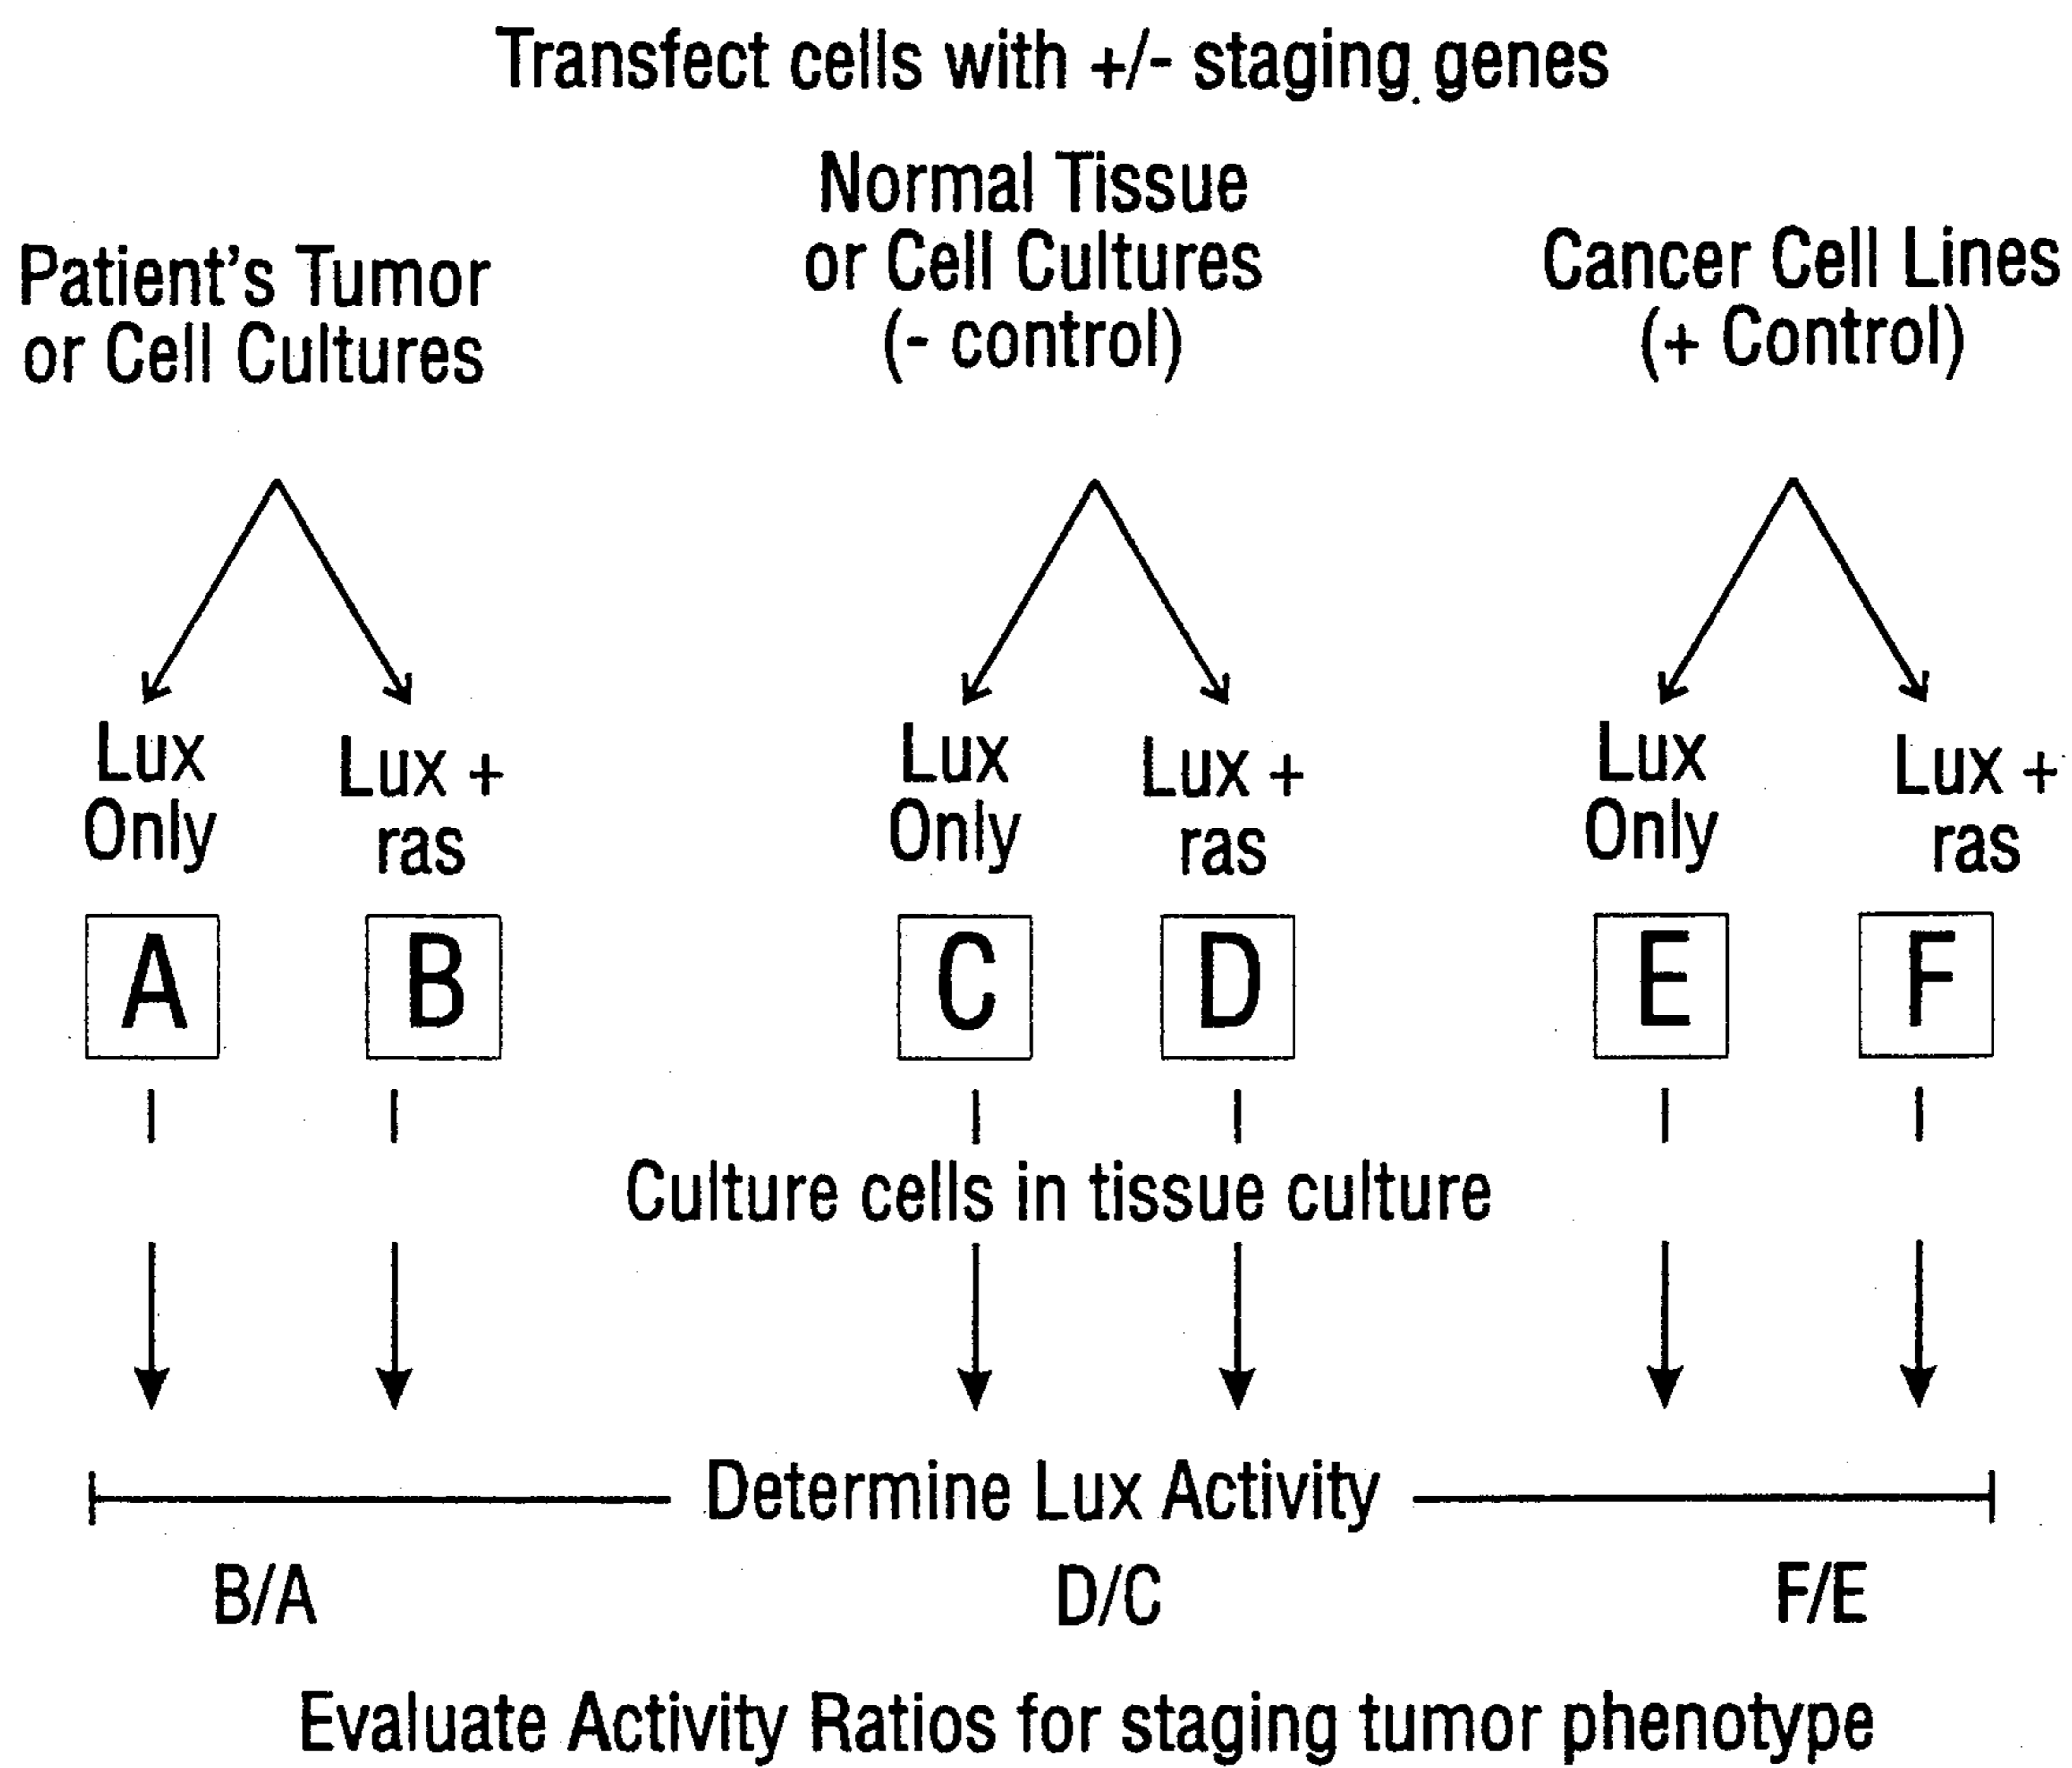 Transfect cells with +/- staging genes
Patient's Tumor
or Cell Cultures
Normal Tissue
or Cell Cultures
(- control)
Cancer Cell Lines
(+ Control)
Lux
Only
Lux +
ras
Lux
Only
Lux +
ras
Lux
Only
Lux +
ras
A
B
C
D
E
F
Culture cells in tissue culture
Determine Lux Activity
B/A
D/C
F/E
Evaluate Activity Ratios for staging tumor phenotype